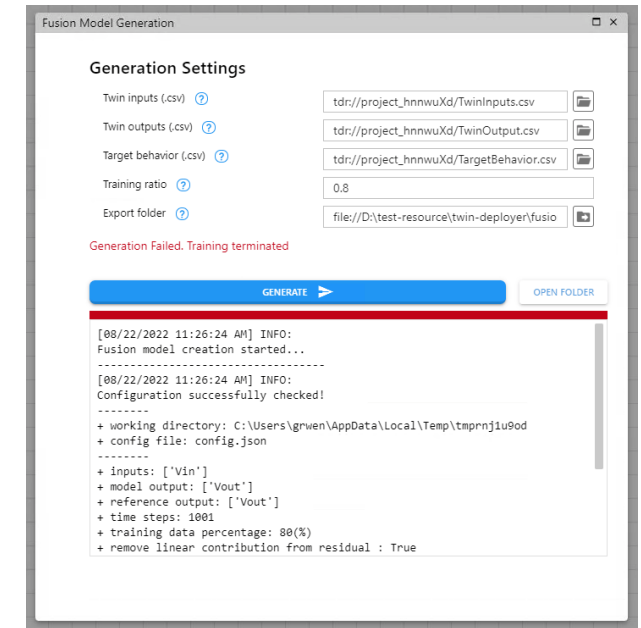 Fusion Model Generation
Generation Settings
Twin inputs (.csv) ? tdr://project_hnnwuXd/TwinInputs.csv
Twin outputs (.csv) ? tdr://project_hnnwuXd/TwinOutput.csv
Target behavior (.csv) ? tdr://project_hnnwuXd/TargetBehavior.csv
Training ratio ? 0.8
Export folder ? file://D:\test-resource\twin-deployer\fusio
Generation Failed. Training terminated
GENERATE OPEN FOLDER
[08/22/2022 11:26:24 AM] INFO:
Fusion model creation started...
----------------------------------
[08/22/2022 11:26:24 AM] INFO:
Configuration successfully checked!
--------
+ working directory: C:\Users\grwen\AppData\Local\Temp\tmprnj1u9od
+ config file: config.json
--------
+ inputs: ['Vin']
+ model output: ['Vout']
+ reference output: ['Vout']
+ time steps: 1001
+ training data percentage: 80(%)
+ remove linear contribution from residual : True